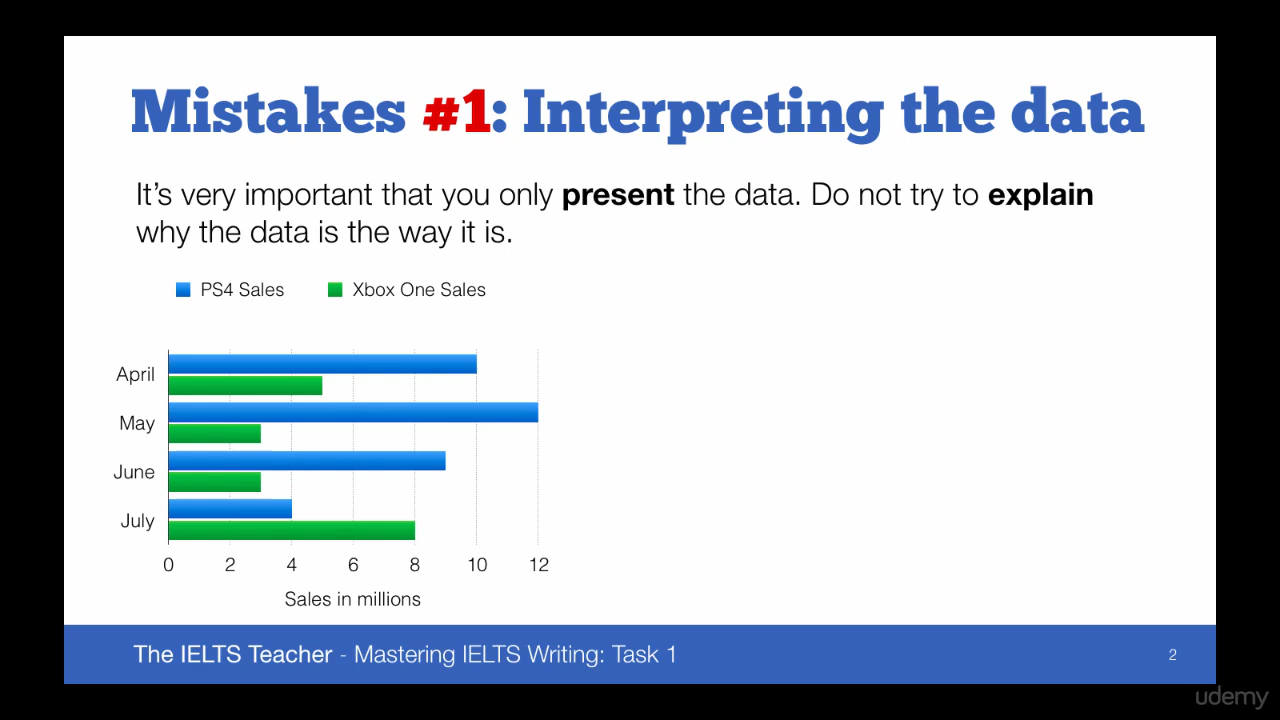 Mistakes #1: Interpreting the data
It's very important that you only present the data. Do not try to explain
why the data is the way it is.
PS4 Sales Xbox One Sales
April
May
June
July
0 2 4 6 8 10 12
Sales in millions
The IELTS Teacher - Mastering IELTS Writing: Task 1 2
udemy